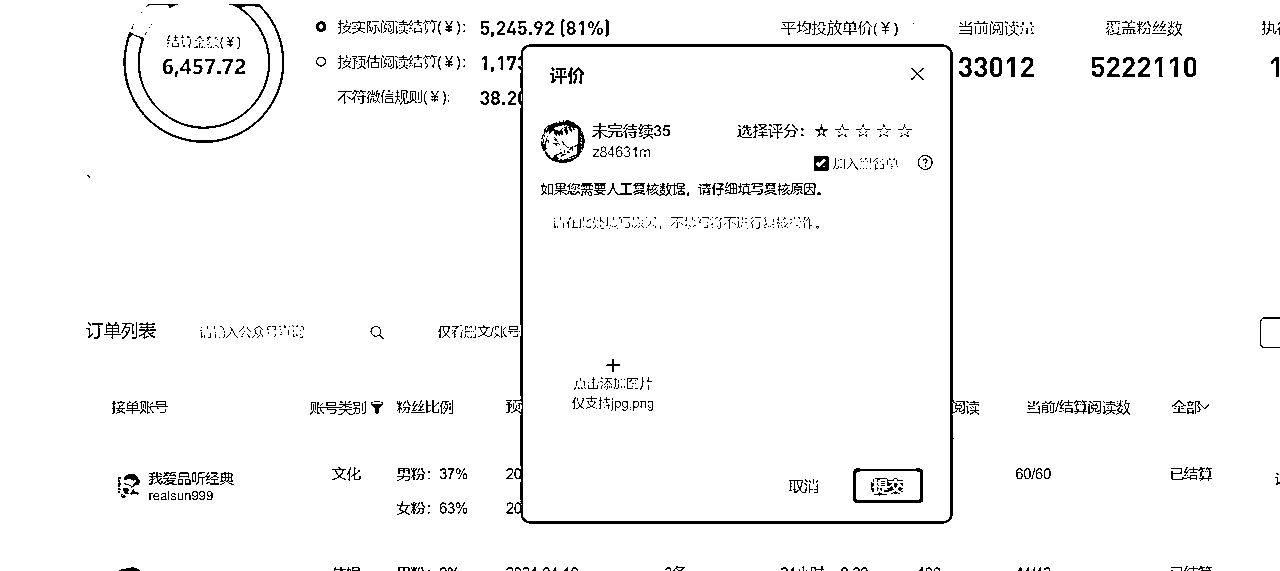 结算金额(¥)
6,457.72
按实际阅读结算(¥): 5,245.92 (81%)
按预估阅读结算(¥): 1,173
不符微信规则(¥): 38.20
平均投放单价(¥)
当前阅读量
33012
覆盖粉丝数
5222110
执行
1
评价
未完待续35
z84631m
选择评分: ☆ ☆ ☆ ☆ ☆
加入黑名单
如果您需要人工复核数据，请仔细填写复核原因。
请在此处填写原因，不填写将不进行复核操作。
点击添加图片
仅支持jpg,png
取消
提交
订单列表
请输入公众号查询
仅看删文/账号
接单账号
账号类别
粉丝比例
预
阅读
当前/结算阅读数
全部
我爱品听经典
realsun999
文化
男粉：37%
女粉：63%
20
20
60/60
已结算